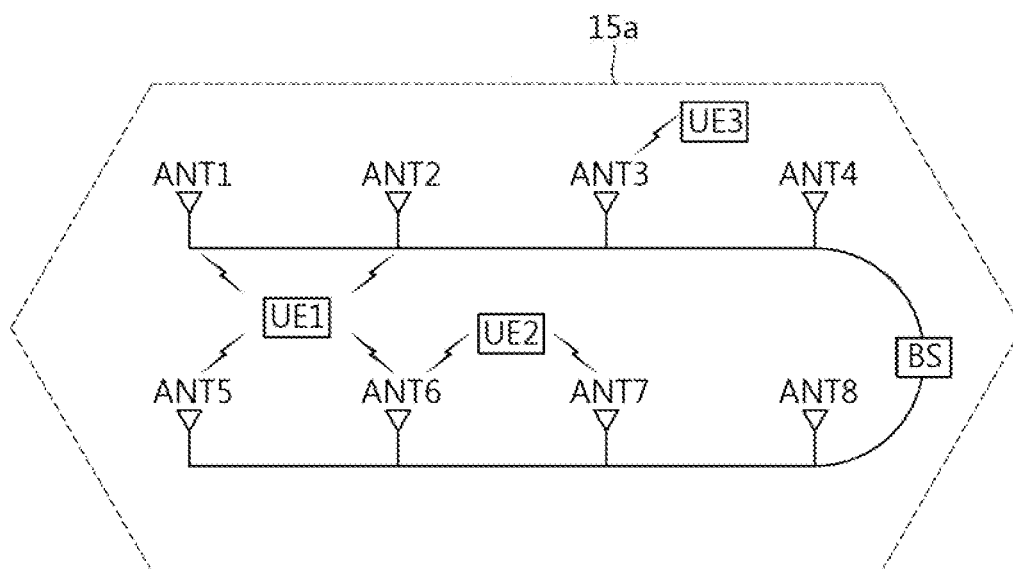 15a
UE3
ANT1 ANT2 ANT3 ANT4
UE1
UE2
BS
ANT5 ANT6 ANT7 ANT8